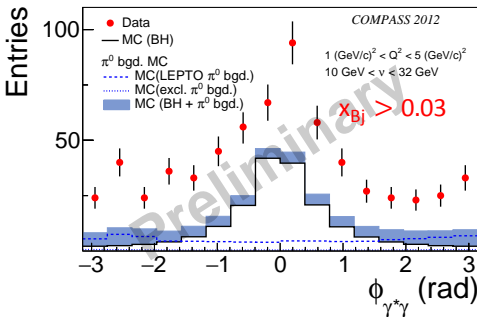 Entries
100
50
Data
MC (BH)
π⁰ bgd. MC
MC(LEPTO π⁰ bgd.)
MC(excl. π⁰ bgd.)
MC (BH + π⁰ bgd.)
COMPASS 2012
1 (GeV/c)² < Q² < 5 (GeV/c)²
10 GeV < ν < 32 GeV
x_Bj > 0.03
Preliminary
−3 −2 −1 0 1 2 3
ϕ_γ*γ (rad)